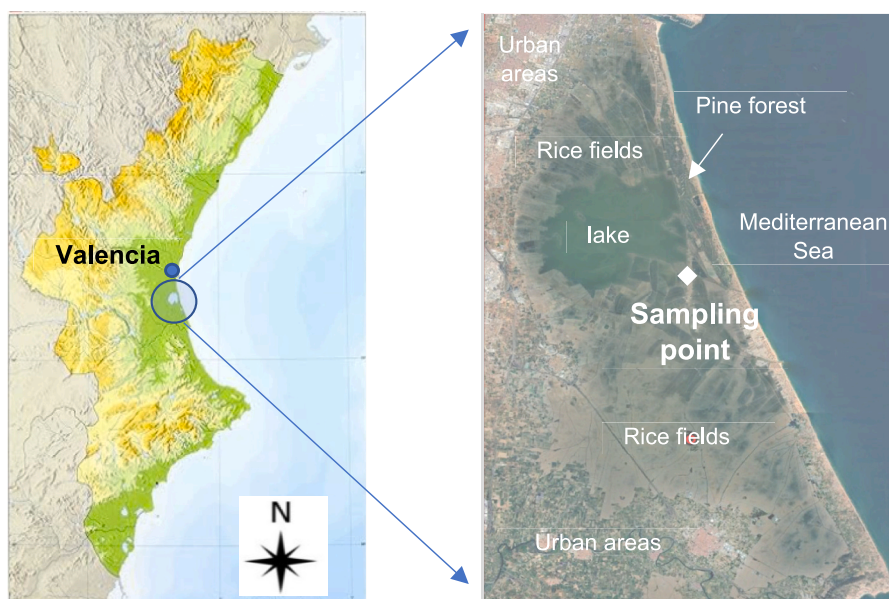 Valencia
N
Urban
areas
Pine forest
Rice fields
Mediterranean
Sea
lake
Sampling
point
Rice fields
Urban areas